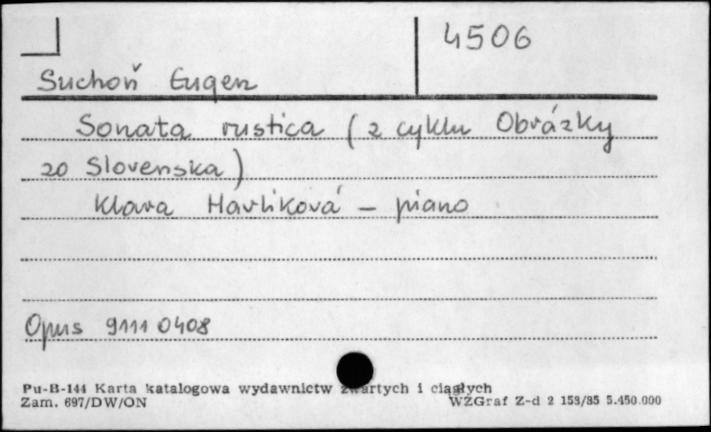 4506
Suchoň Eugen
Sonata rustica (z cyklu Obrázky
zo Slovenska)
Klara Havlíková – piano
Opus 9111 0408
Pu-B-144 Karta katalogowa wydawnictw zwartych i ciągłych
Zam. 697/DW/ON
WZGraf Z-d 2 153/85 5.450.000